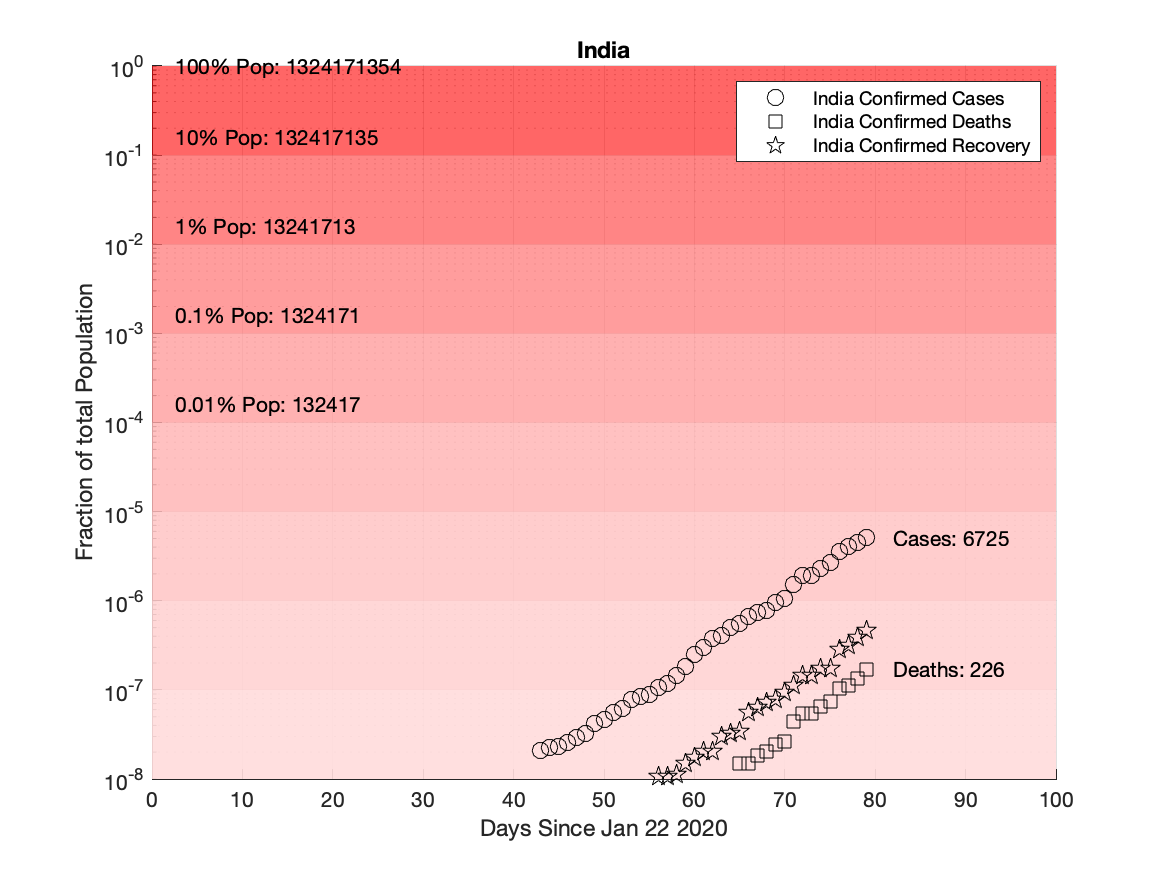 India
100% Pop: 1324171354
10% Pop: 132417135
1% Pop: 13241713
0.1% Pop: 1324171
0.01% Pop: 132417
India Confirmed Cases
India Confirmed Deaths
India Confirmed Recovery
Cases: 6725
Deaths: 226
Fraction of total Population
10^0
10^-1
10^-2
10^-3
10^-4
10^-5
10^-6
10^-7
10^-8
0 10 20 30 40 50 60 70 80 90 100
Days Since Jan 22 2020